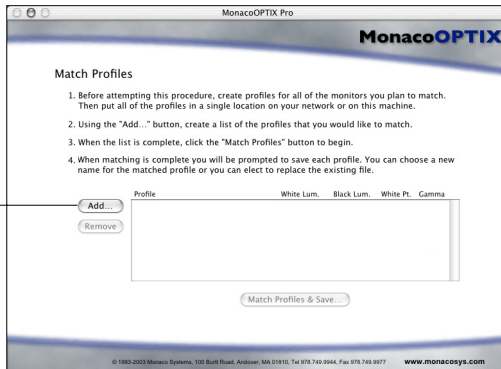 MonacoOPTIX Pro
MonacoOPTIX
Match Profiles
1. Before attempting this procedure, create profiles for all of the monitors you plan to match.
Then put all of the profiles in a single location on your network or on this machine.
2. Using the "Add..." button, create a list of the profiles that you would like to match.
3. When the list is complete, click the "Match Profiles" button to begin.
4. When matching is complete you will be prompted to save each profile. You can choose a new
name for the matched profile or you can elect to replace the existing file.
Profile White Lum. Black Lum. White Pt. Gamma
Add...
Remove
Match Profiles & Save...
© 1993-2003 Monaco Systems, 100 Burtt Road, Andover, MA 01810, Tel 978.749.9944, Fax 978.749.9977 www.monacosys.com